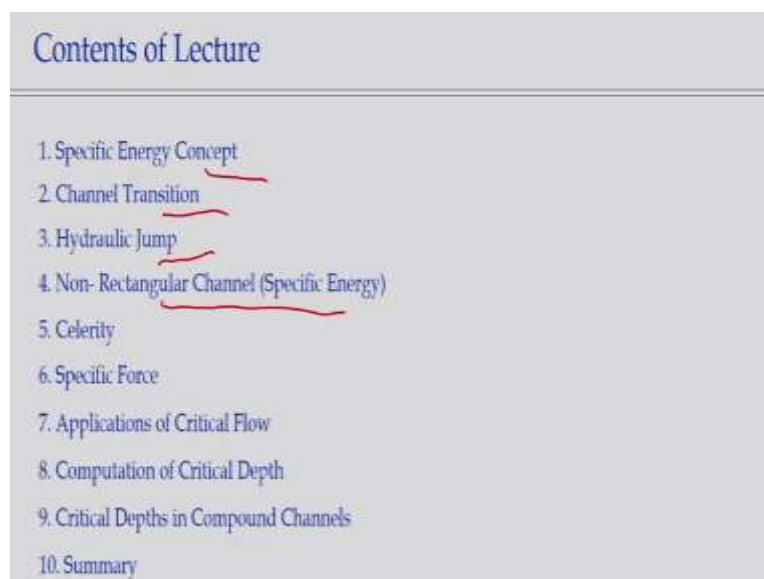 Contents of Lecture
1. Specific Energy Concept
2. Channel Transition
3. Hydraulic Jump
4. Non- Rectangular Channel (Specific Energy)
5. Celerity
6. Specific Force
7. Applications of Critical Flow
8. Computation of Critical Depth
9. Critical Depths in Compound Channels
10. Summary